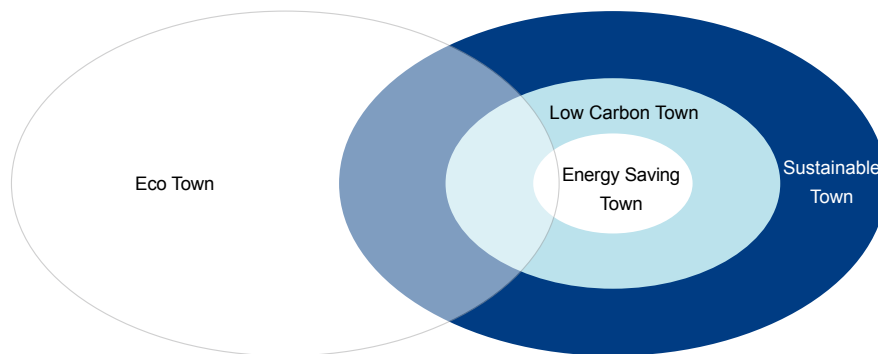 Low Carbon Town
Eco Town
Energy Saving
Town
Sustainable
Town